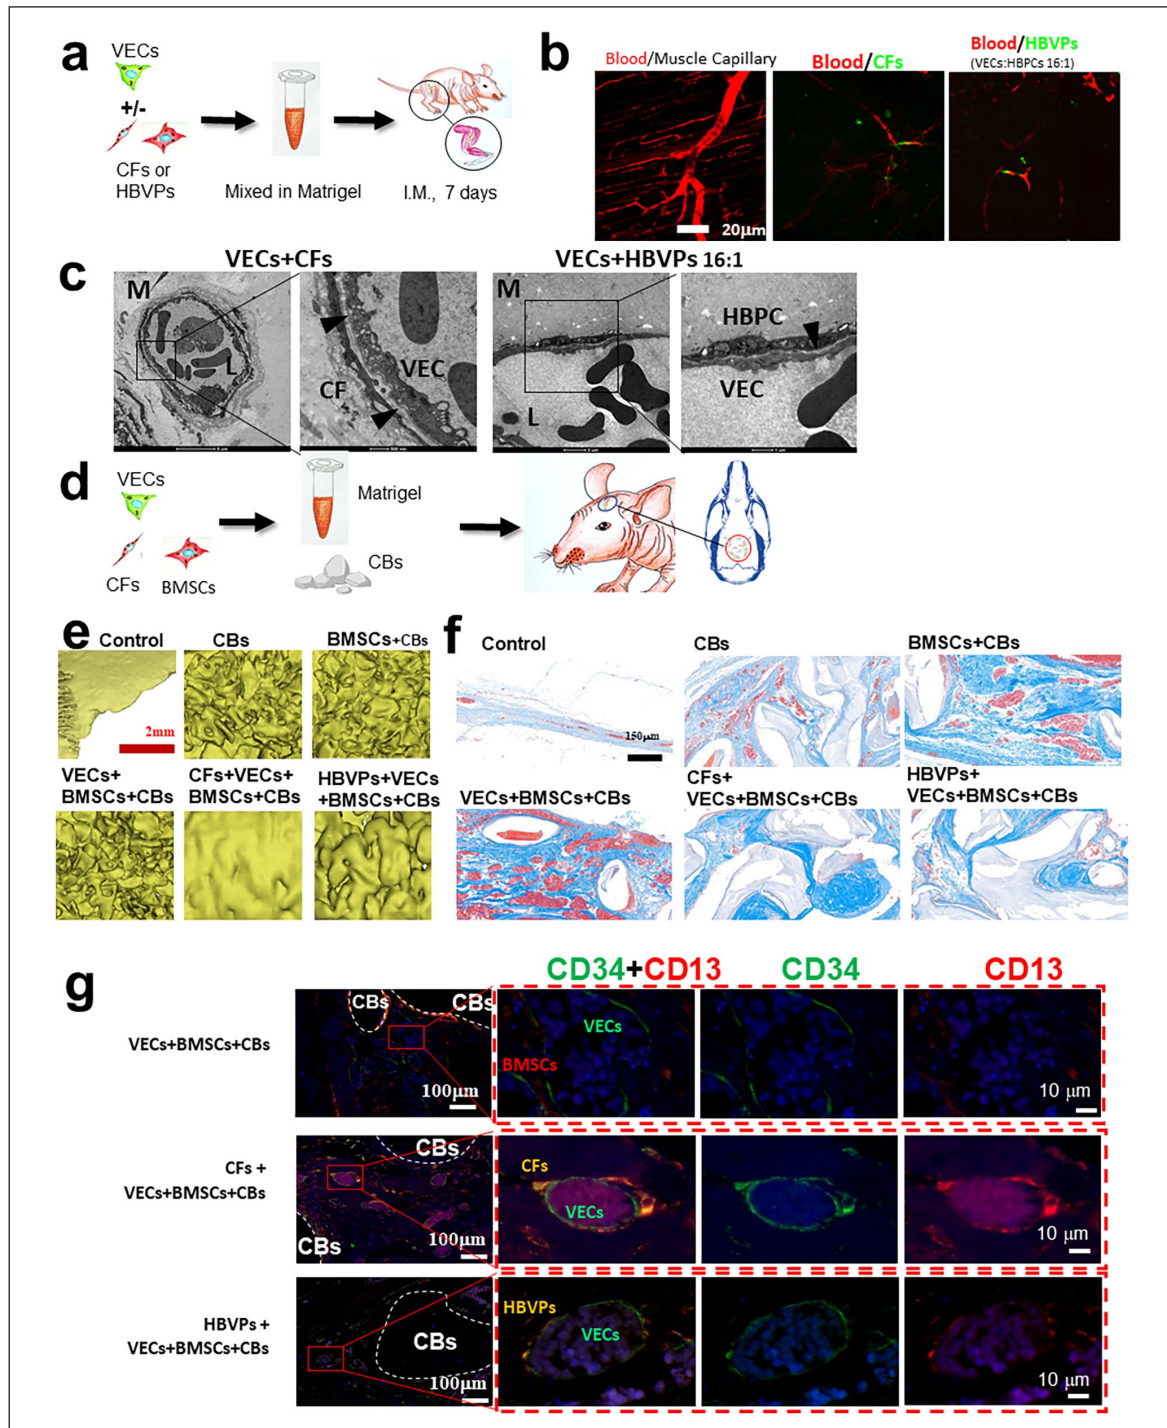 a
VECs
+/-
CFs or
HBVPs
Mixed in Matrigel
I.M., 7 days
b
Blood/Muscle Capillary
Blood/CFs
Blood/HBVPs
(VECs:HBPCs 16:1)
20μm
c
VECs+CFs
VECs+HBVPs 16:1
M
L
CF
VEC
M
L
HBPC
VEC
d
VECs
CFs
BMSCs
Matrigel
CBs
e
Control
CBs
BMSCs+CBs
2mm
VECs+
BMSCs+CBs
CFs+VECs+
BMSCs+CBs
HBVPs+VECs
+BMSCs+CBs
f
Control
CBs
BMSCs+CBs
150μm
VECs+BMSCs+CBs
CFs+
VECs+BMSCs+CBs
HBVPs+
VECs+BMSCs+CBs
g
CD34+CD13
CD34
CD13
VECs+BMSCs+CBs
CBs
CBs
100μm
VECs
BMSCs
10 μm
CFs +
VECs+BMSCs+CBs
CBs
CBs
100μm
CFs
VECs
10 μm
HBVPs +
VECs+BMSCs+CBs
CBs
100μm
HBVPs
VECs
10 μm